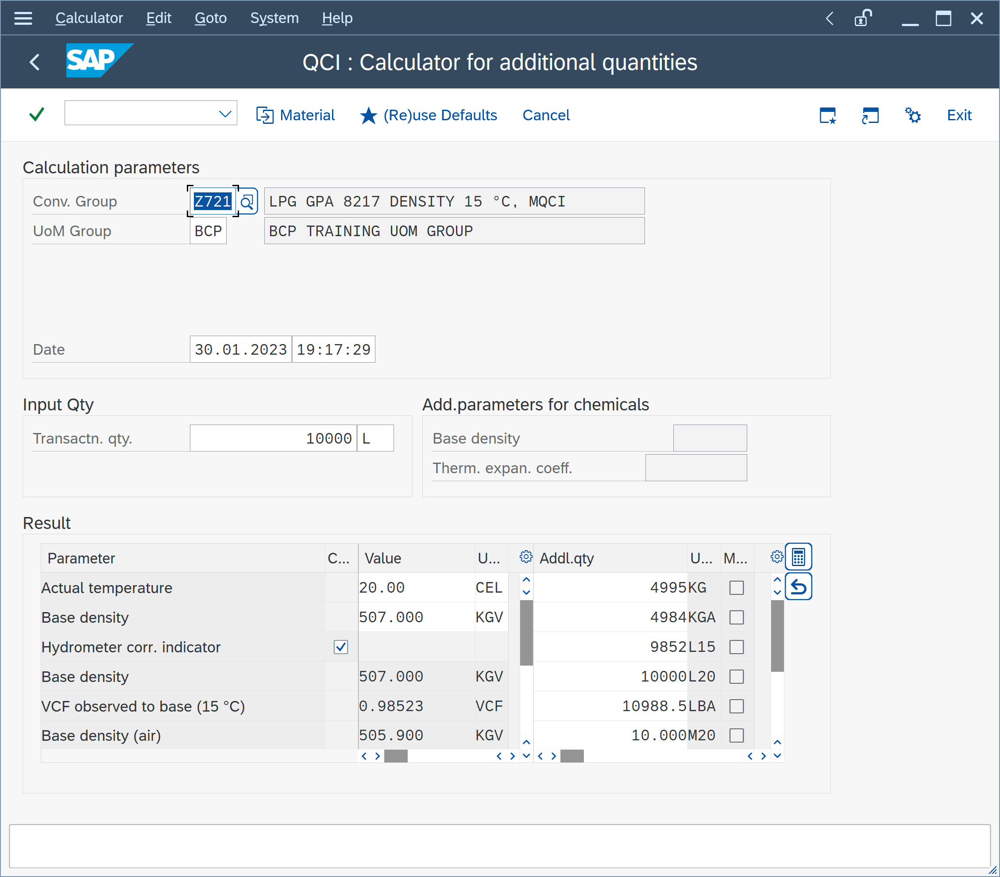 Calculator Edit Goto System Help
SAP QCI : Calculator for additional quantities
Material (Re)use Defaults Cancel Exit
Calculation parameters
Conv. Group Z721 LPG GPA 8217 DENSITY 15 °C, MQCI
UoM Group BCP BCP TRAINING UOM GROUP
Date 30.01.2023 19:17:29
Input Qty Add.parameters for chemicals
Transactn. qty. 10000 L Base density
Therm. expan. coeff.
Result
Parameter C... Value U... Addl.qty U... M...
Actual temperature 20.00 CEL 4995 KG
Base density 507.000 KGV 4984 KGA
Hydrometer corr. indicator 9852 L15
Base density 507.000 KGV 10000 L20
VCF observed to base (15 °C) 0.98523 VCF 10988.5 LBA
Base density (air) 505.900 KGV 10.000 M20